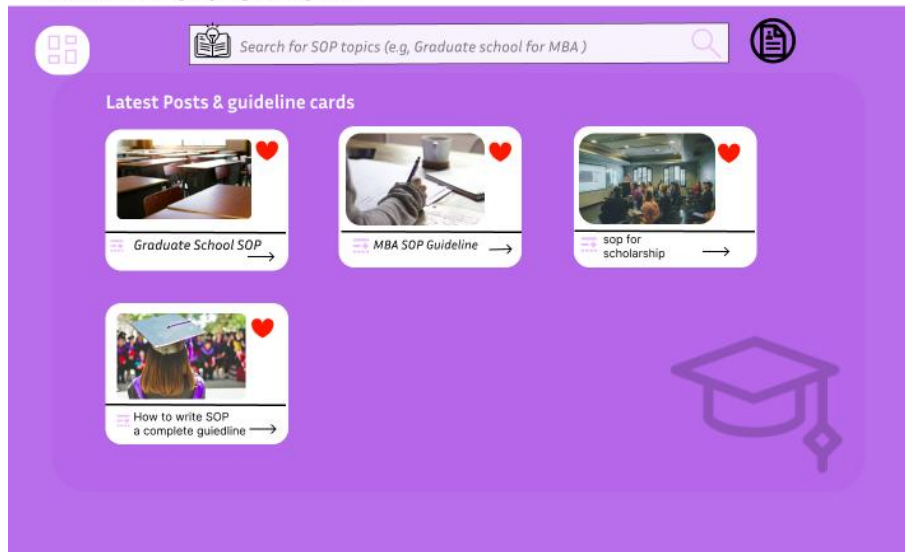 Search for SOP topics (e.g, Graduate school for MBA )
Latest Posts & guideline cards
Graduate School SOP
MBA SOP Guideline
sop for
scholarship
How to write SOP
a complete guiedline